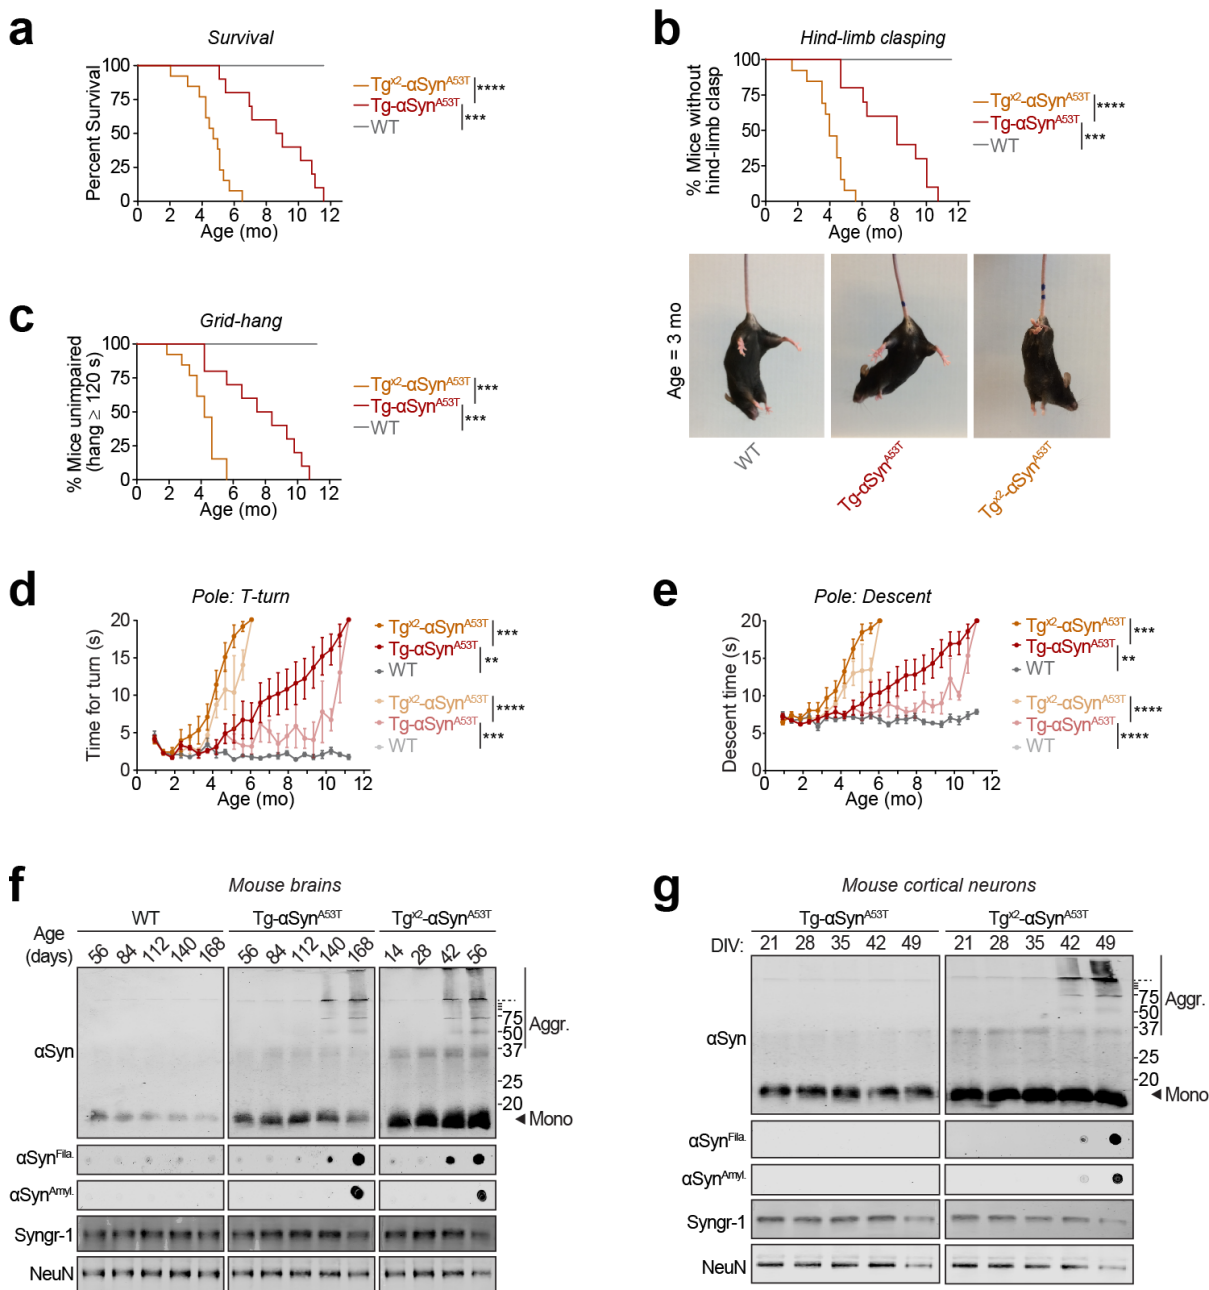 a
Survival
Percent Survival
100
75
50
25
0
0 2 4 6 8 10 12
Age (mo)
Tgx2-αSynA53T
Tg-αSynA53T
WT
****
***
b
Hind-limb clasping
% Mice without
hind-limb clasp
100
75
50
25
0
0 2 4 6 8 10 12
Age (mo)
Tgx2-αSynA53T
Tg-αSynA53T
WT
****
***
Age = 3 mo
WT
Tg-αSynA53T
Tgx2-αSynA53T
c
Grid-hang
% Mice unimpaired
(hang ≥ 120 s)
100
80
60
40
20
0
0 2 4 6 8 10 12
Age (mo)
Tgx2-αSynA53T
Tg-αSynA53T
WT
***
***
d
Pole: T-turn
Time for turn (s)
20
15
10
5
0
0 2 4 6 8 10 12
Age (mo)
Tgx2-αSynA53T
Tg-αSynA53T
WT
***
**
Tgx2-αSynA53T
Tg-αSynA53T
WT
****
***
e
Pole: Descent
Descent time (s)
20
15
10
5
0
0 2 4 6 8 10 12
Age (mo)
Tgx2-αSynA53T
Tg-αSynA53T
WT
***
**
Tgx2-αSynA53T
Tg-αSynA53T
WT
****
****
f
Mouse brains
WT Tg-αSynA53T Tgx2-αSynA53T
Age
(days)
56 84 112 140 168 56 84 112 140 168 14 28 42 56
αSyn
75
50
37
25
20
Aggr.
Mono
αSynFila.
αSynAmyl.
Syngr-1
NeuN
g
Mouse cortical neurons
Tg-αSynA53T Tgx2-αSynA53T
DIV: 21 28 35 42 49 21 28 35 42 49
αSyn
75
50
37
25
20
Aggr.
Mono
αSynFila.
αSynAmyl.
Syngr-1
NeuN